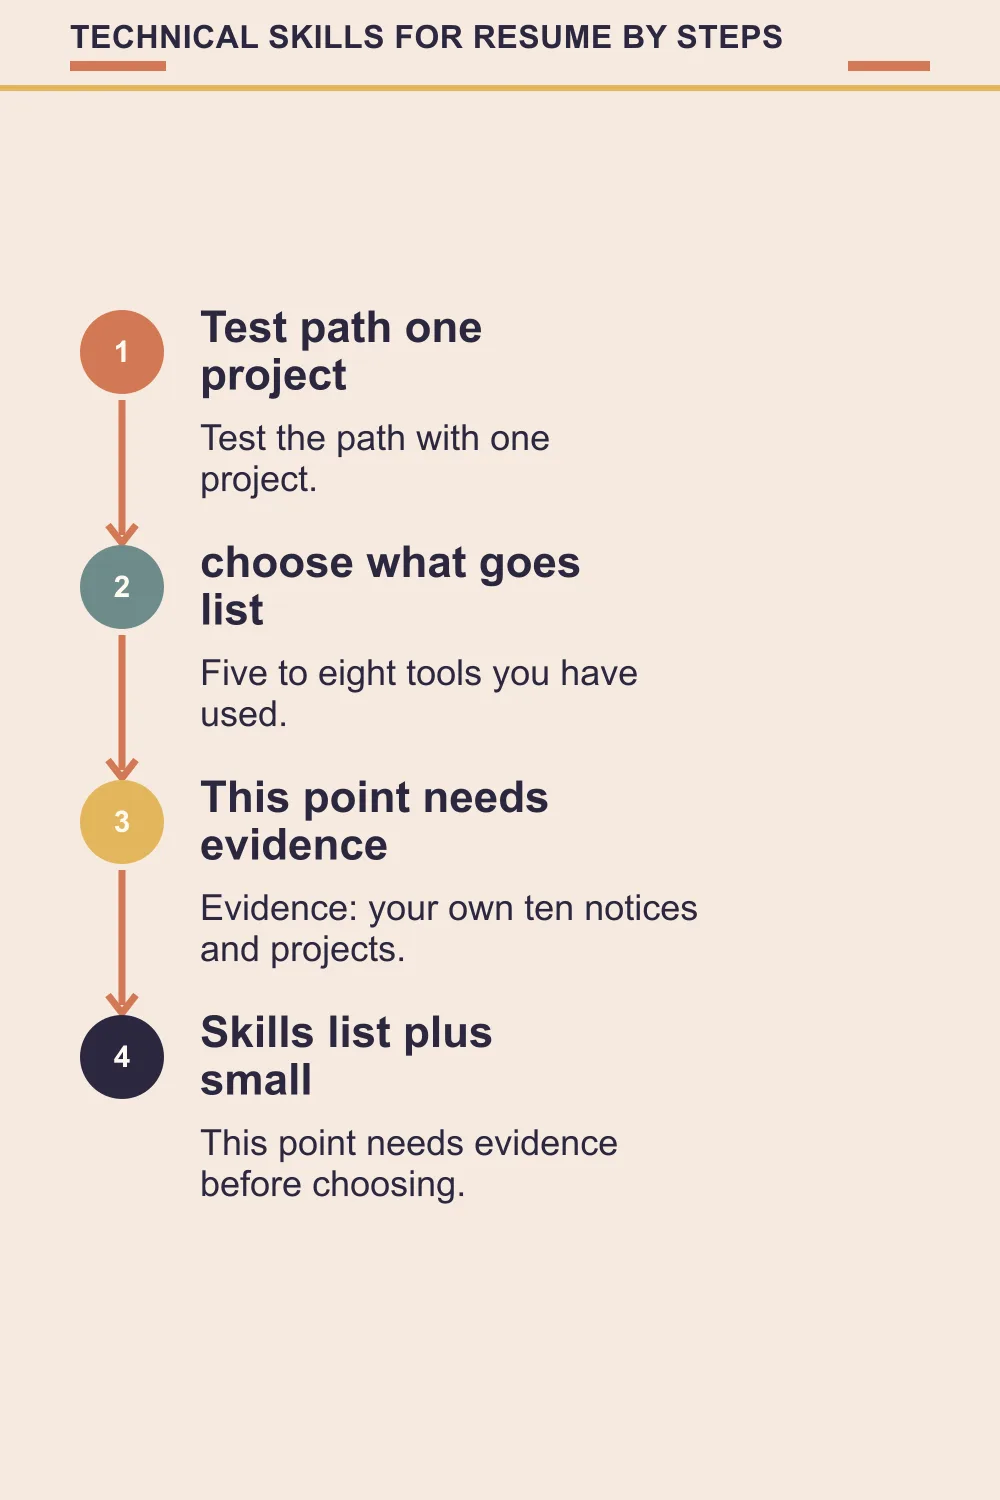 TECHNICAL SKILLS FOR RESUME BY STEPS
1
Test path one
project
Test the path with one
project.
2
choose what goes
list
Five to eight tools you have
used.
3
This point needs
evidence
Evidence: your own ten notices
and projects.
4
Skills list plus
small
This point needs evidence
before choosing.